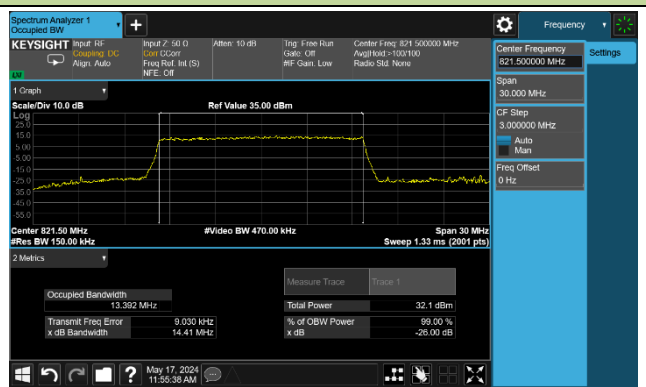 Spectrum Analyzer 1
Occupied BW
Frequency
KEYSIGHT
Input: RF
Coupling: DC
Align: Auto
Input Z: 50 Ω
Corr CCorr
Freq Ref: Int (S)
NFE: Off
Atten: 10 dB
Trig: Free Run
Gate: Off
#IF Gain: Low
Center Freq: 821.500000 MHz
Avg|Hold:>100/100
Radio Std: None
LXI
Center Frequency
821.500000 MHz
Settings
Span
30.000 MHz
CF Step
3.000000 MHz
Auto
Man
Freq Offset
0 Hz
1 Graph
Scale/Div 10.0 dB
Ref Value 35.00 dBm
Log
25.0
15.0
5.00
-5.00
-15.0
-25.0
-35.0
-45.0
-55.0
Center 821.50 MHz
#Video BW 470.00 kHz
Span 30 MHz
#Res BW 150.00 kHz
Sweep 1.33 ms (2001 pts)
2 Metrics
Measure Trace
Trace 1
Occupied Bandwidth
13.392 MHz
Total Power
32.1 dBm
Transmit Freq Error
9.030 kHz
% of OBW Power
99.00 %
x dB Bandwidth
14.41 MHz
x dB
-26.00 dB
May 17, 2024
11:55:38 AM